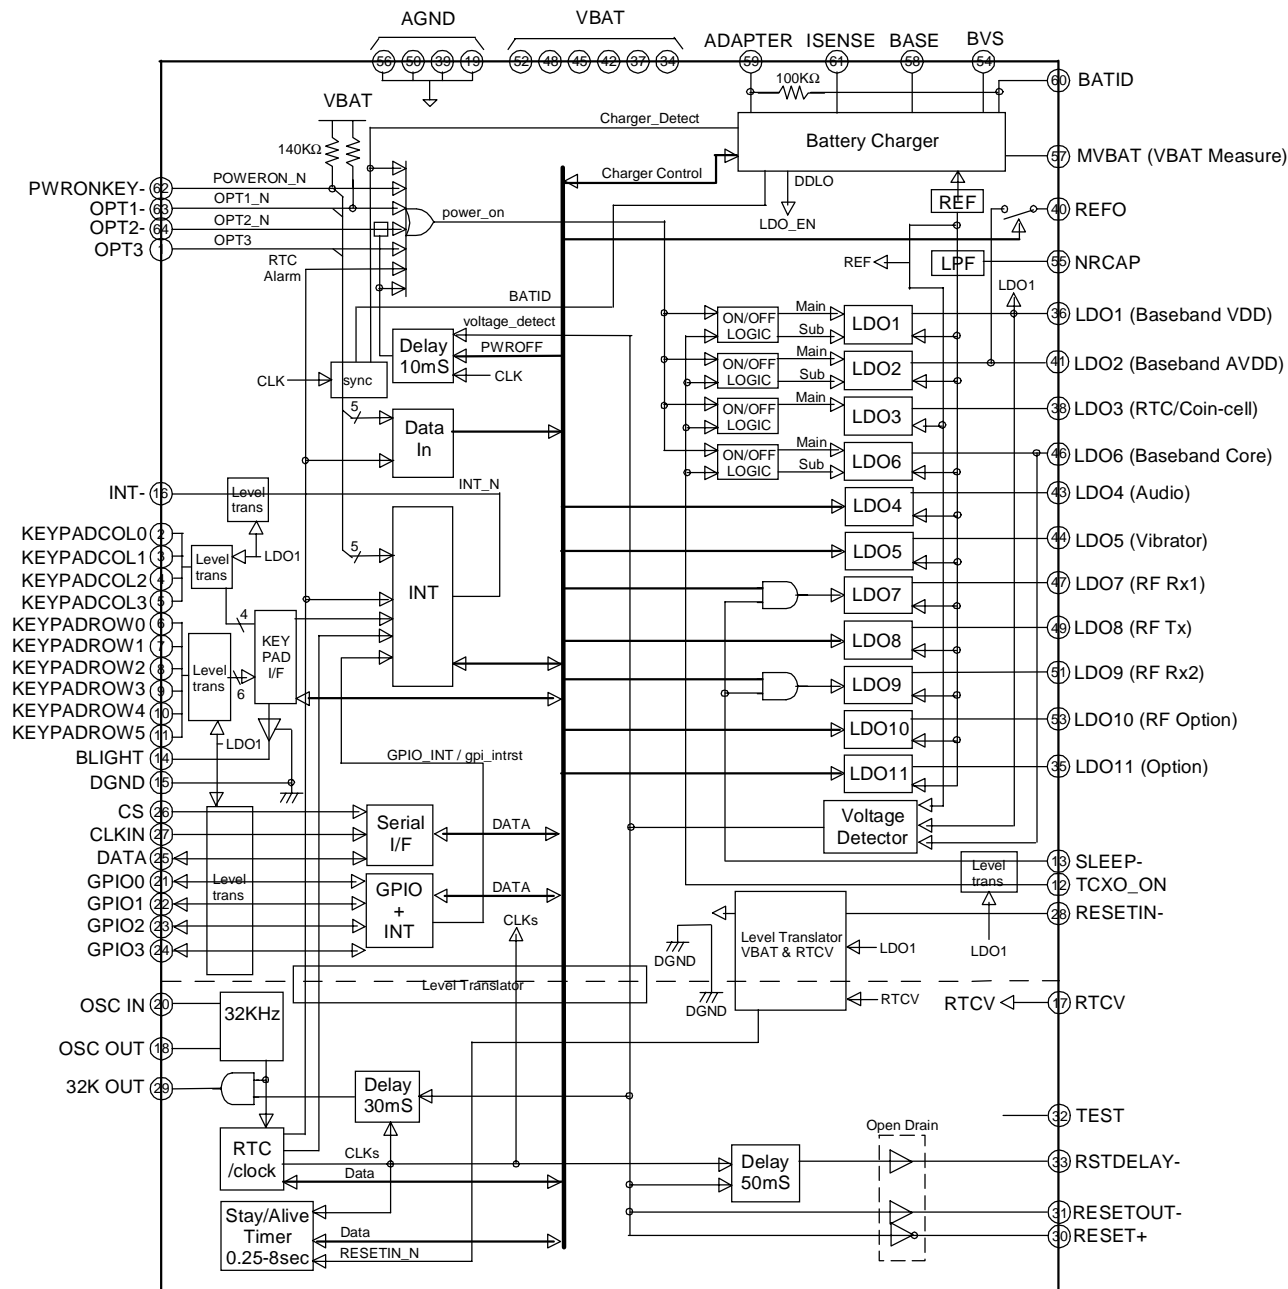 AGND
VBAT
ADAPTER
ISENSE
BASE
BVS
56 50 39 19
52 48 45 42 37 34
59 61 58 54
100KΩ
60 BATID
VBAT
Charger_Detect
Battery Charger
140KΩ
57 MVBAT (VBAT Measure)
Charger Control
DDLO
PWRONKEY- 62 POWERON_N
OPT1- 63 OPT1_N
OPT2- 64 OPT2_N
OPT3 1 OPT3
power_on
LDO_EN
REF
40 REFO
RTC
Alarm
REF
LPF
55 NRCAP
LDO1
BATID
voltage_detect
Delay
10mS
PWROFF
CLK
CLK
sync
ON/OFF
LOGIC
Main
Sub
LDO1
36 LDO1 (Baseband VDD)
ON/OFF
LOGIC
Main
Sub
LDO2
41 LDO2 (Baseband AVDD)
ON/OFF
LOGIC
Main
LDO3
38 LDO3 (RTC/Coin-cell)
ON/OFF
LOGIC
Main
Sub
LDO6
46 LDO6 (Baseband Core)
5
Data
In
INT- 16
Level
trans
INT_N
LDO4
43 LDO4 (Audio)
KEYPADCOL0 2
KEYPADCOL1 3
KEYPADCOL2 4
KEYPADCOL3 5
Level
trans
LDO1
5
INT
LDO5
44 LDO5 (Vibrator)
LDO7
47 LDO7 (RF Rx1)
KEYPADROW0 6
KEYPADROW1 7
KEYPADROW2 8
KEYPADROW3 9
KEYPADROW4 10
KEYPADROW5 11
Level
trans
4
6
KEY
PAD
I/F
LDO8
49 LDO8 (RF Tx)
LDO9
51 LDO9 (RF Rx2)
LDO10
53 LDO10 (RF Option)
LDO1
BLIGHT 14
GPIO_INT / gpi_intrst
LDO11
35 LDO11 (Option)
DGND 15
CS 26
CLKIN 27
DATA 25
Serial
I/F
DATA
Voltage
Detector
GPIO0 21
GPIO1 22
GPIO2 23
GPIO3 24
Level
trans
GPIO
+
INT
DATA
CLKs
13 SLEEP-
Level
trans
12 TCXO_ON
28 RESETIN-
DGND
Level Translator
VBAT & RTCV
LDO1
LDO1
Level Translator
DGND
RTCV
RTCV
17 RTCV
OSC IN 20
32KHz
OSC OUT 18
32K OUT 29
Delay
30mS
32 TEST
RTC
/clock
CLKs
Data
Delay
50mS
Open Drain
33 RSTDELAY-
Stay/Alive
Timer
0.25-8sec
Data
RESETIN_N
31 RESETOUT-
30 RESET+